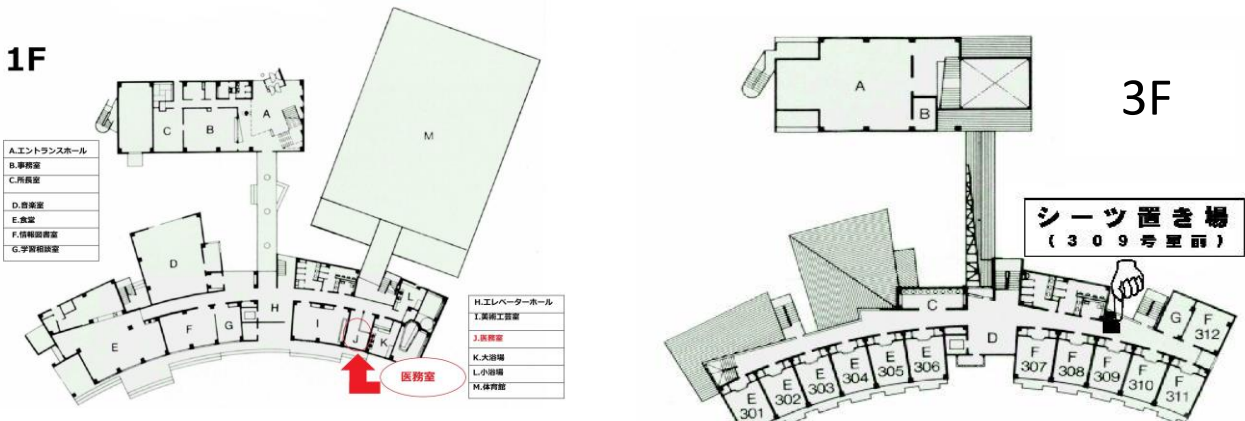 1F
A.エントランスホール
B.事務室
C.所長室
D.音楽室
E.食堂
F.情報図書室
G.学習相談室
C
B
A
M
D
H
E
F
G
I
J
K
L
H.エレベーターホール
I.美術工芸室
J.医務室
K.大浴場
L.小浴場
M.体育館
医務室
3F
A
B
シーツ置き場
(309号室前)
C
D
G
F
312
E
301
E
302
E
303
E
304
E
305
E
306
F
307
F
308
F
309
F
310
F
311